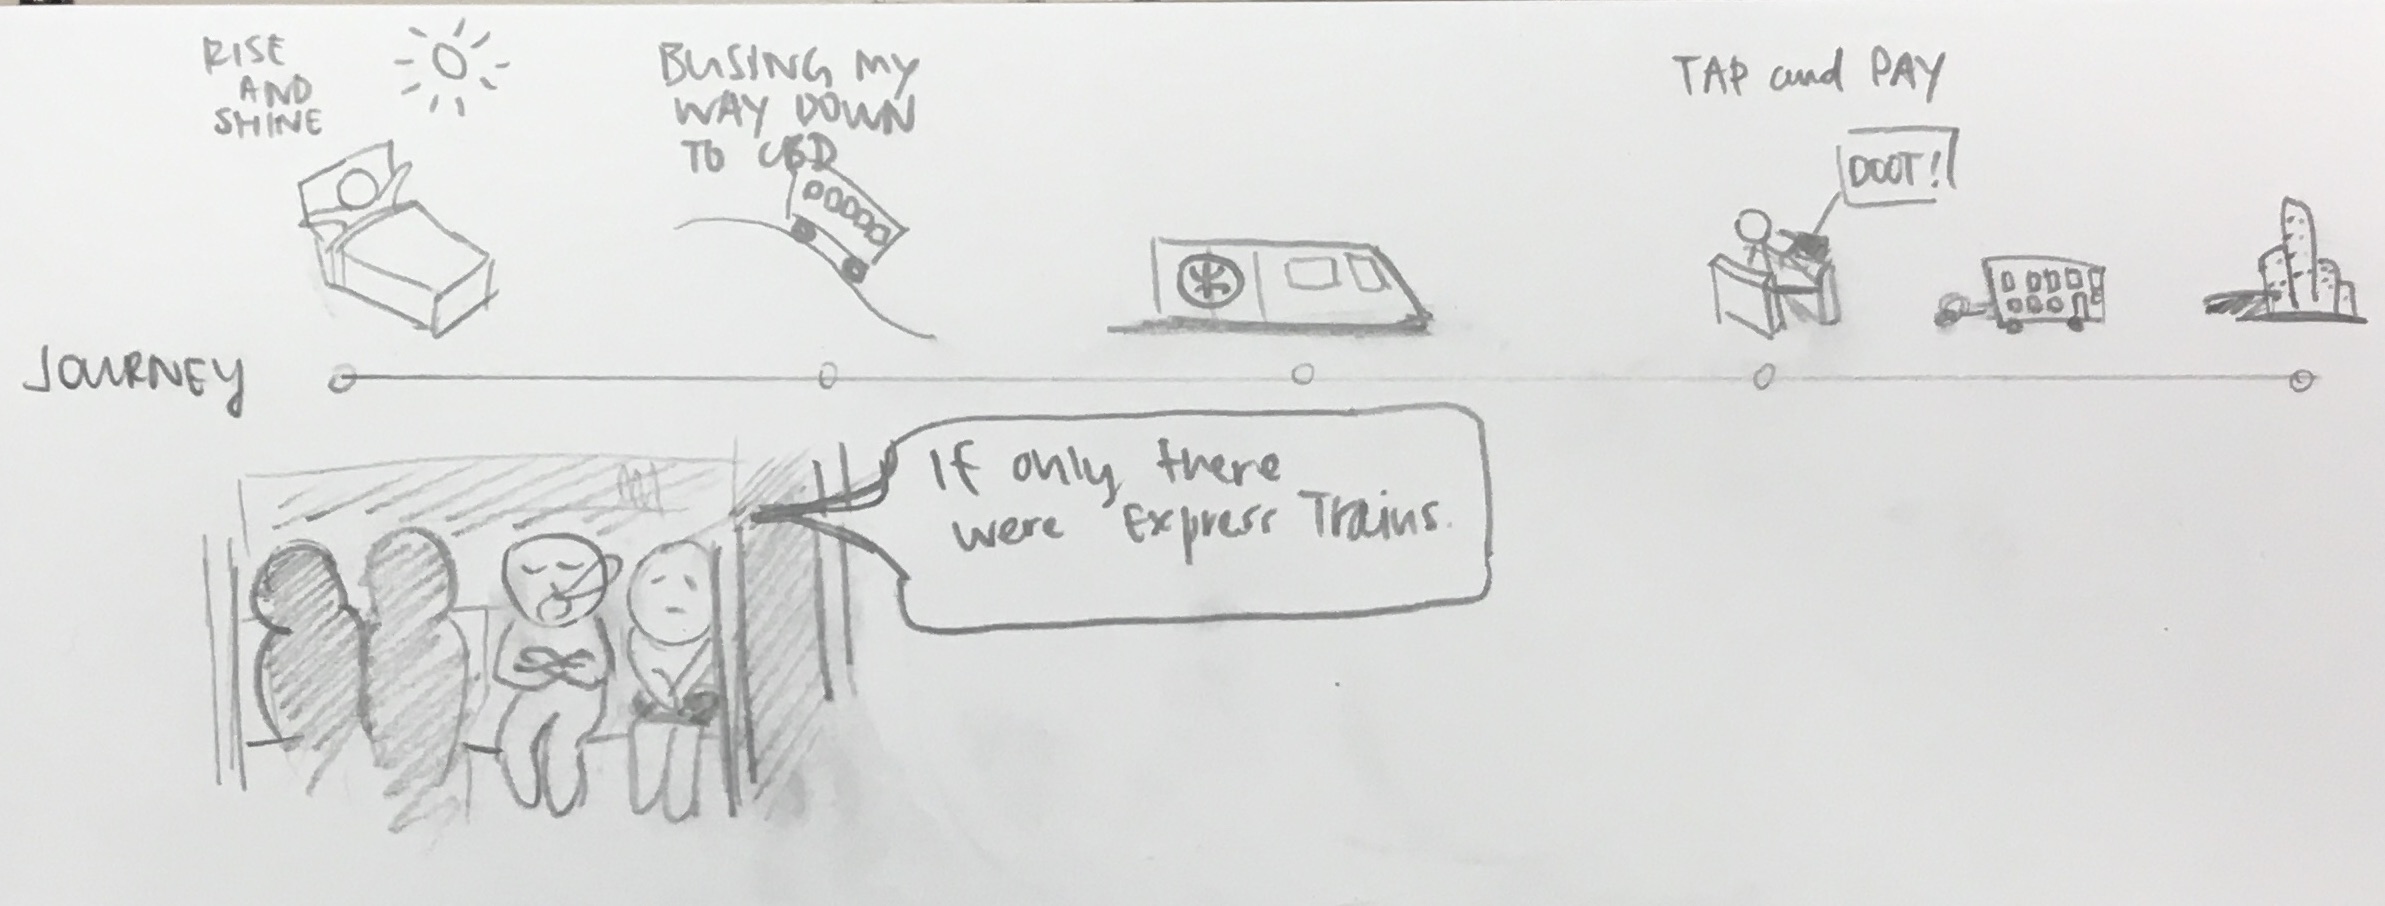 RISE
AND
SHINE
BUSING MY
WAY DOWN
TO CBD
TAP and PAY
DOOT!
JOURNEY
If only there
were Express Trains.